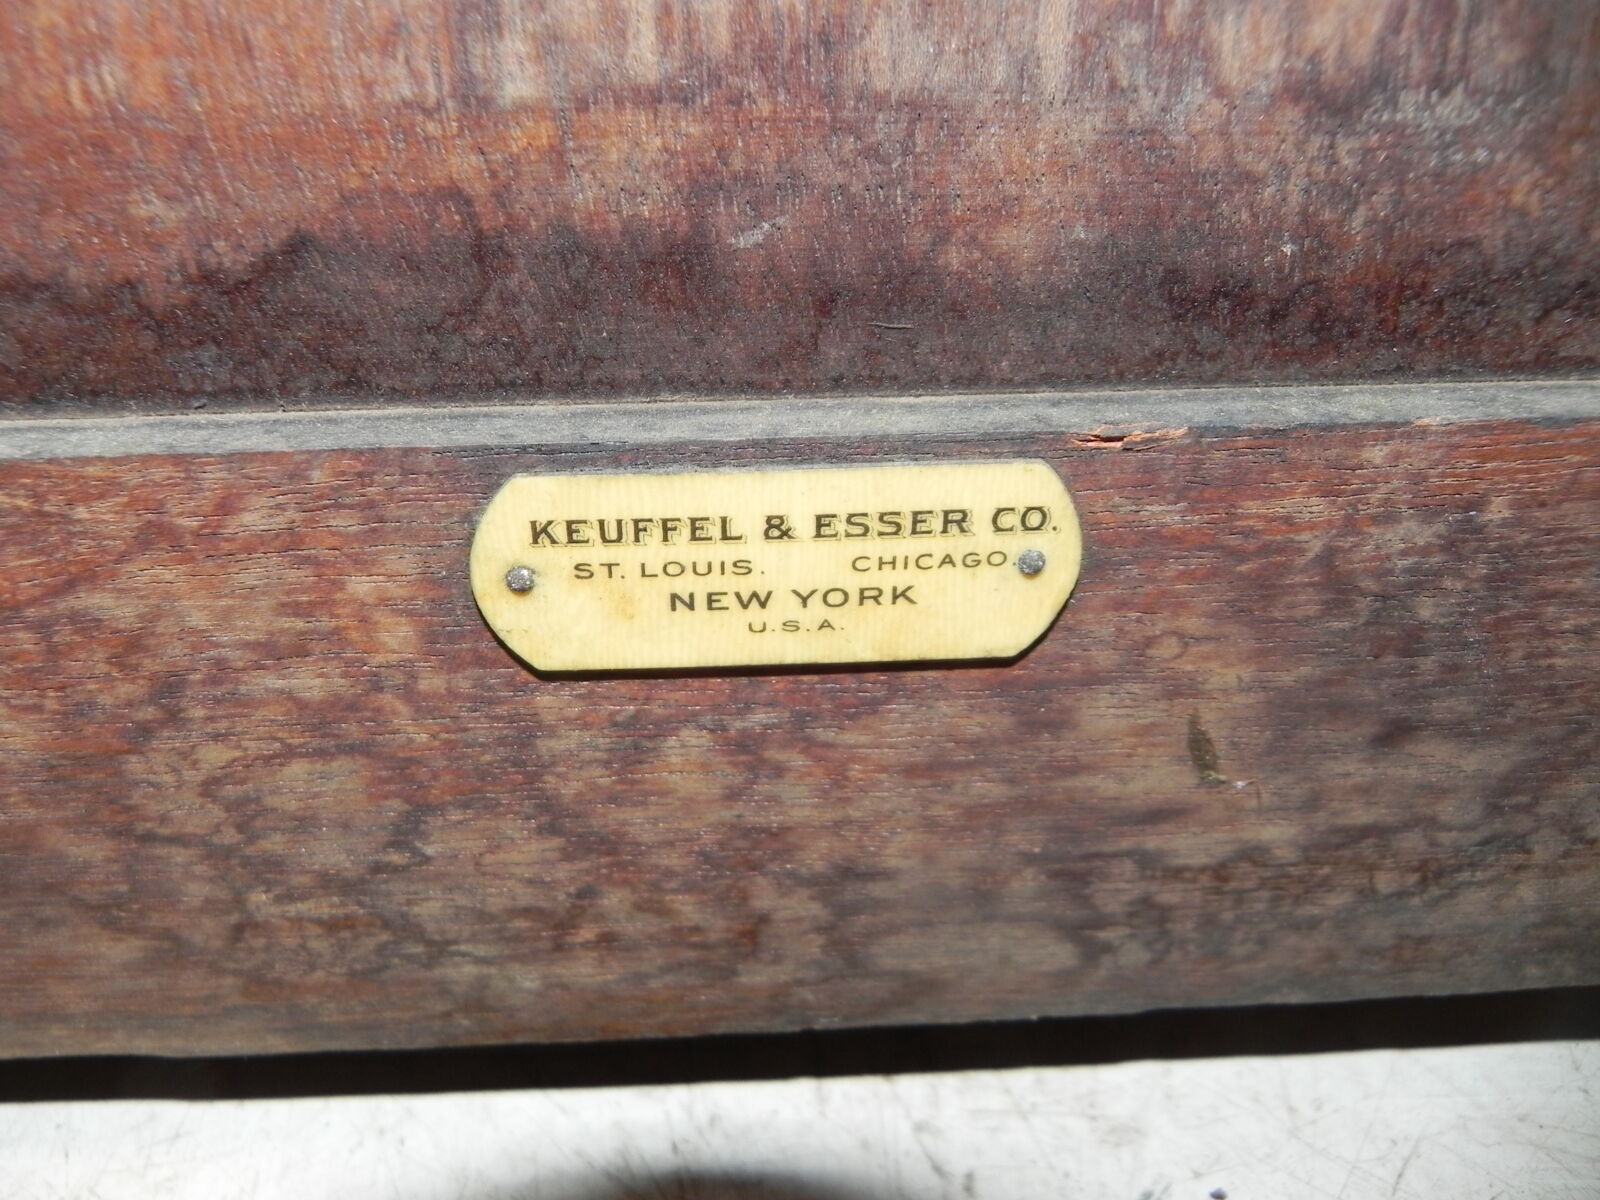 KEUFFEL & ESSER CO.
ST. LOUIS. CHICAGO.
NEW YORK
U.S.A.